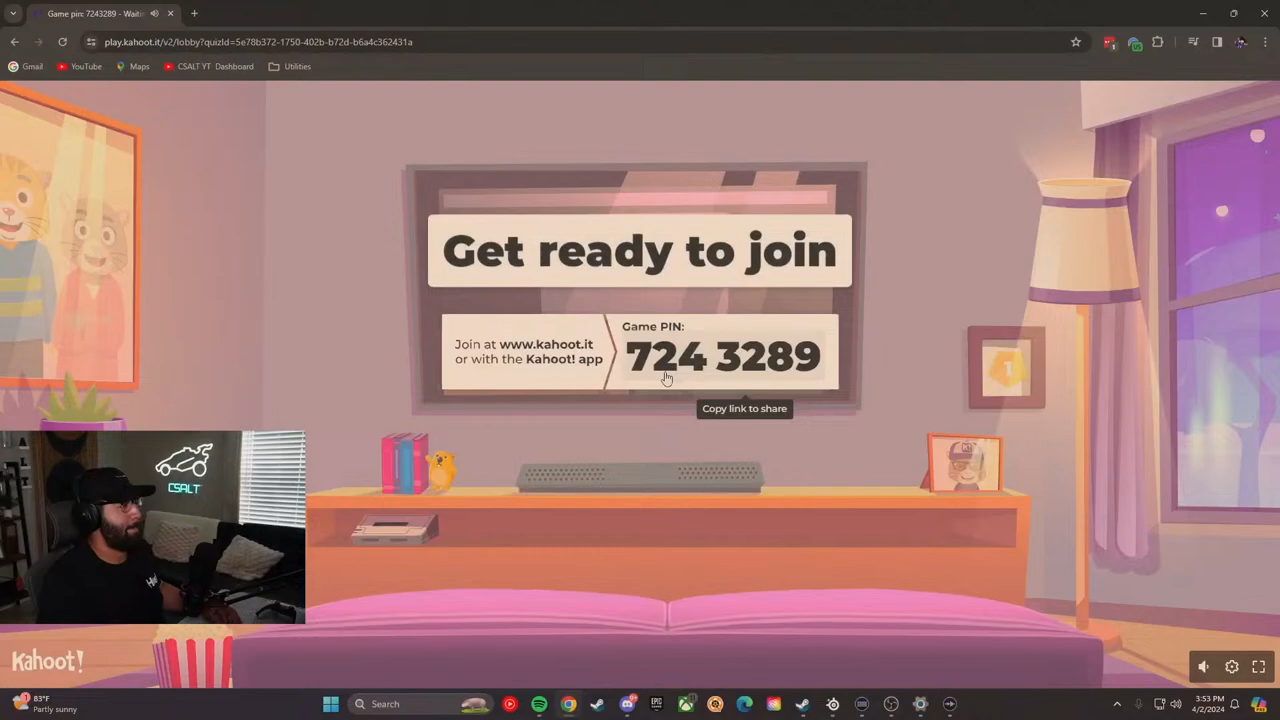 Game pin: 7243289 - Waiti
play.kahoot.it/v2/lobby?quizId=5e78b372-1750-402b-b72d-b6a4c362431a
Gmail
YouTube
Maps
CSALT YT Dashboard
Utilities
Get ready to join
Join at www.kahoot.it
or with the Kahoot! app
Game PIN:
724 3289
Copy link to share
1
CSALT
Kahoot!
83°F
Partly sunny
Search
3:53 PM
4/2/2024